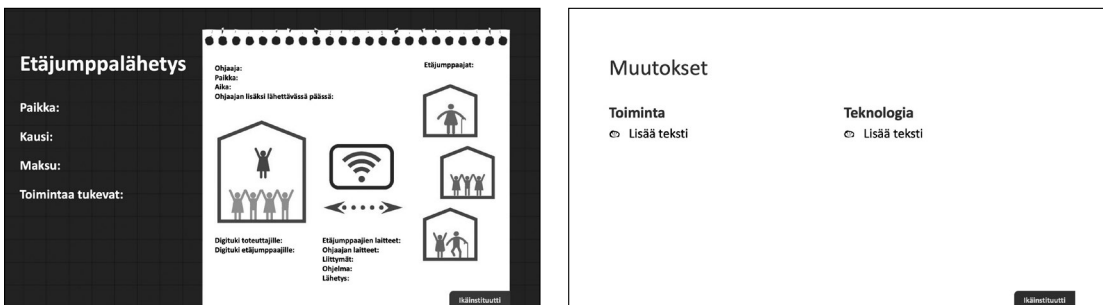 Etäjumppalähetys
Paikka:
Kausi:
Maksu:
Toimintaa tukevat:
Ohjaaja:
Paikka:
Aika:
Ohjaajan lisäksi lähettävässä päässä:
Etäjumppaajat:
Digituki toteuttajille:
Digituki etäjumppaajille:
Etäjumppaajien laitteet:
Ohjaajan laitteet:
Liittymät:
Ohjelma:
Lähetys:
Ikäinstituutti
Muutokset
Toiminta
Lisää teksti
Teknologia
Lisää teksti
Ikäinstituutti